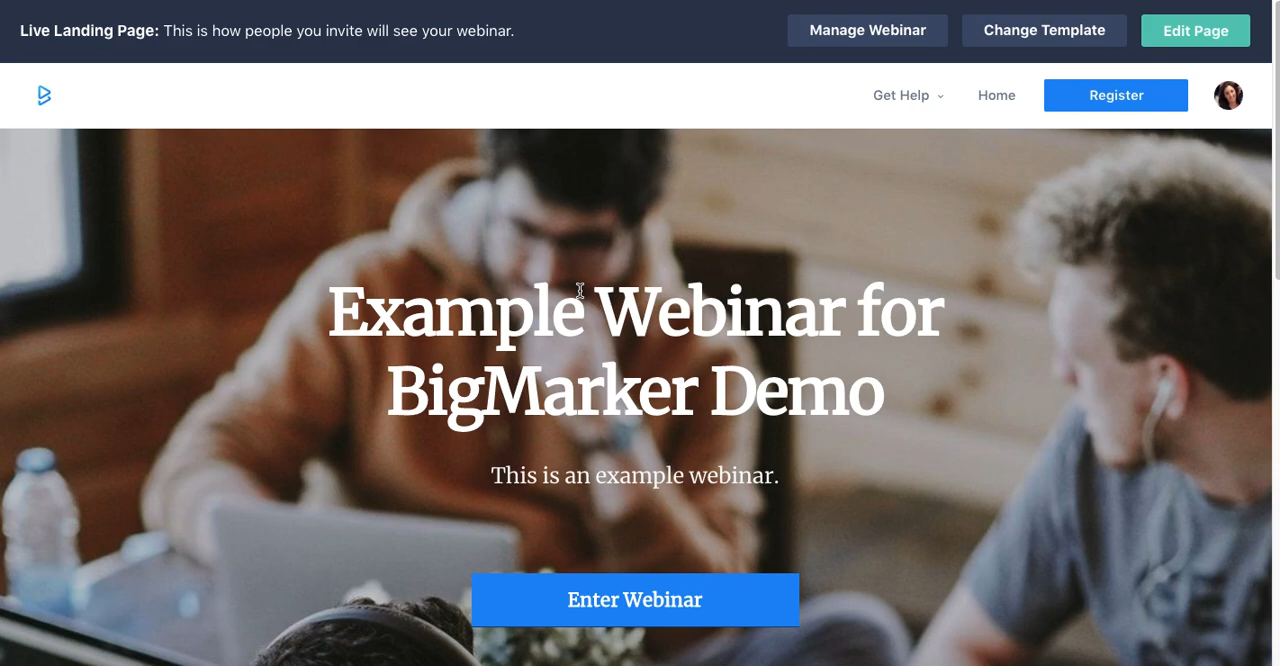 Live Landing Page: This is how people you invite will see your webinar.
Manage Webinar
Change Template
Edit Page
Get Help
Home
Register
Example Webinar for
BigMarker Demo
This is an example webinar.
Enter Webinar